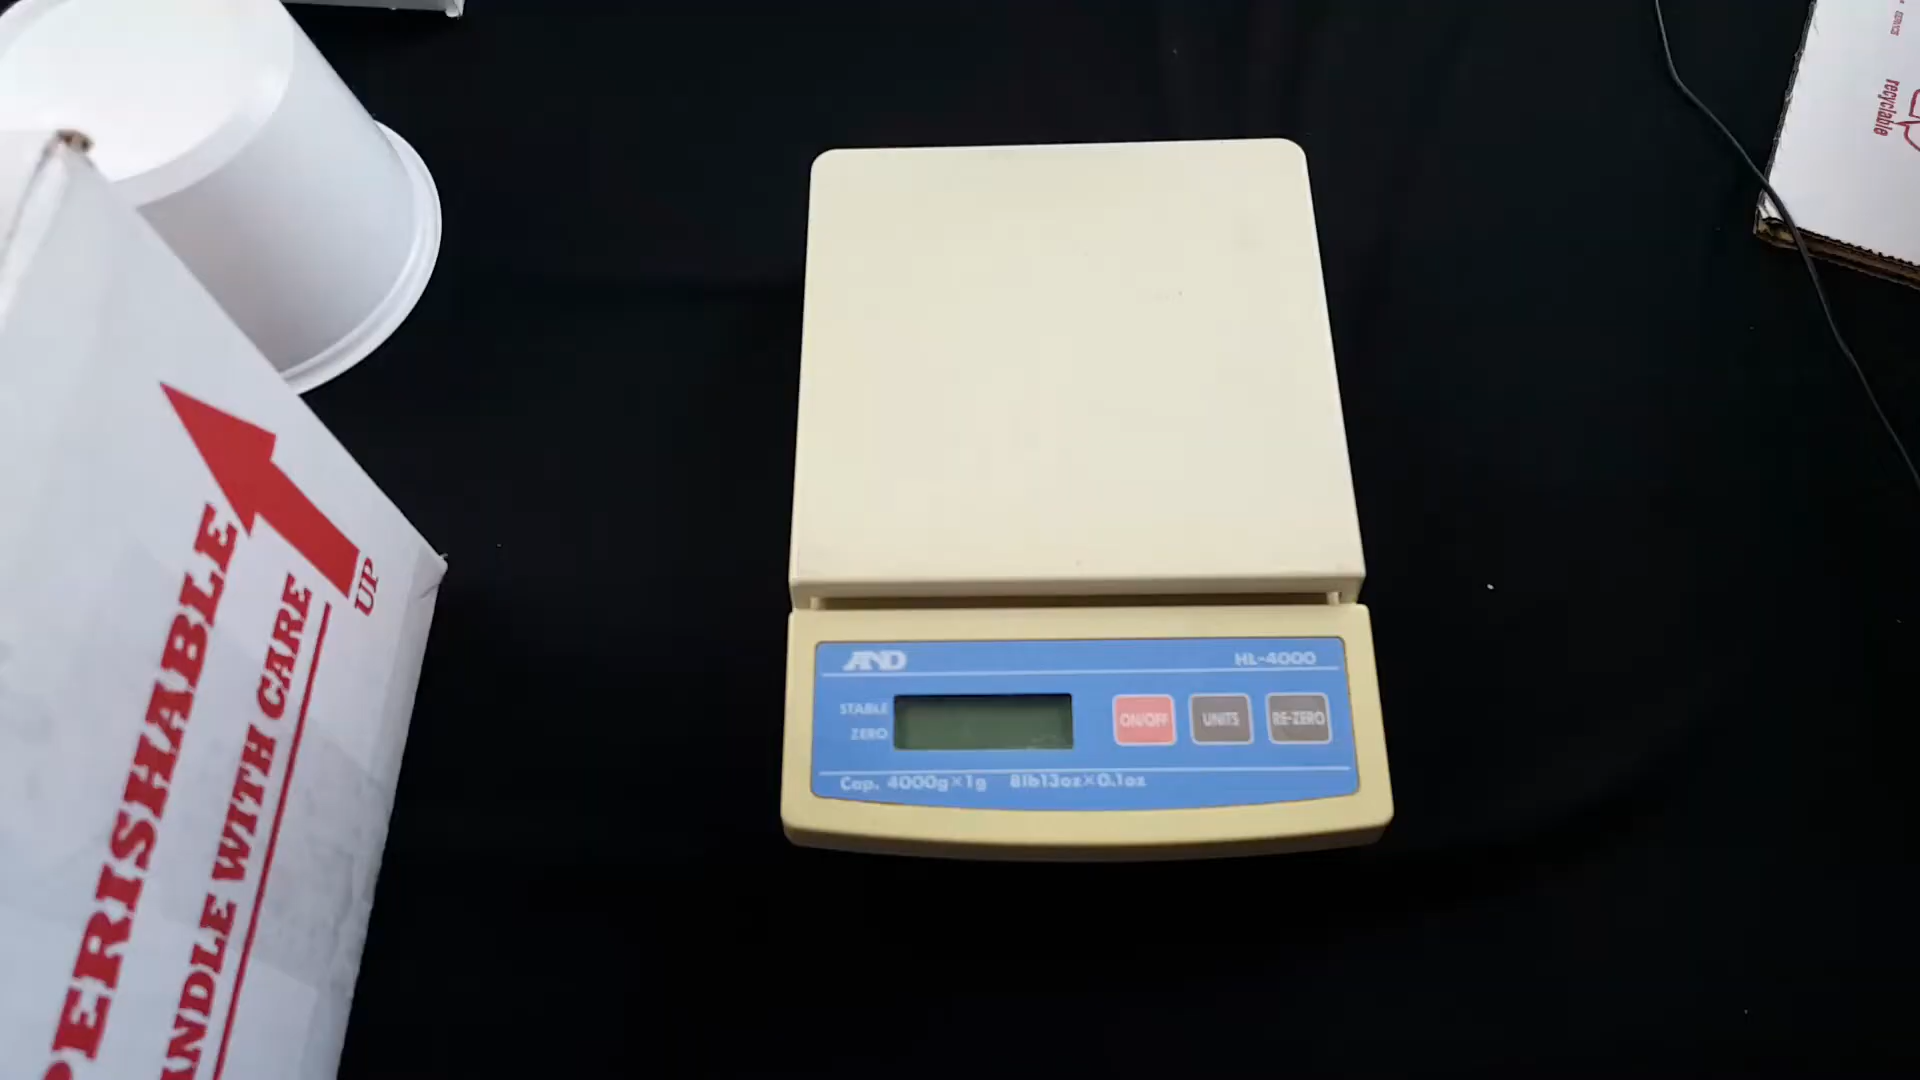 PERISHABLE
HANDLE WITH CARE
UP
recyclable
AND
HL-4000
STABLE
ZERO
ON/OFF
UNITS
RE-ZERO
Cap. 4000g×1g 8lb13oz×0.1oz